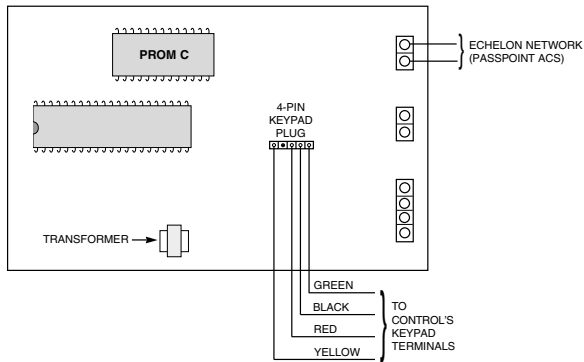 PROM C
ECHELON NETWORK
(PASSPOINT ACS)
4-PIN
KEYPAD
PLUG
TRANSFORMER
GREEN
BLACK
RED
YELLOW
TO
CONTROL'S
KEYPAD
TERMINALS